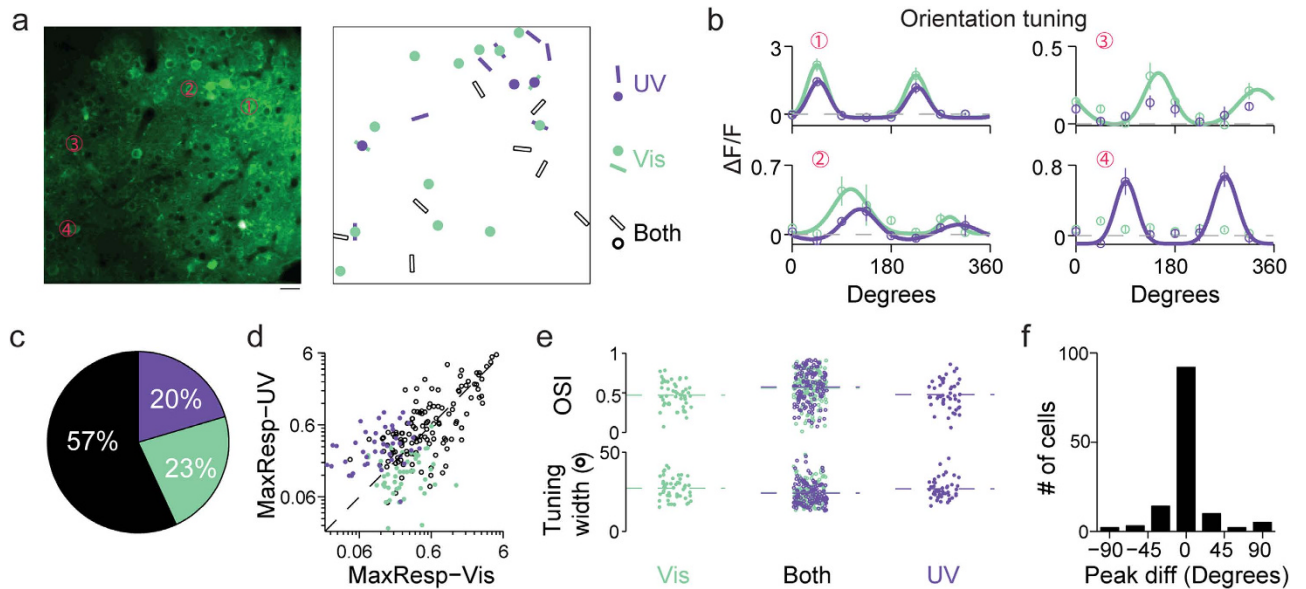 a
②
①
③
④
UV
Vis
Both
b
Orientation tuning
ΔF/F
3
①
0
0.5
③
0
0.7
②
0
0.8
④
0
0 180 360
0 180 360
Degrees
Degrees
c
57%
20%
23%
d
MaxResp-UV
6
0.6
0.06
0.06 0.6 6
MaxResp-Vis
e
OSI
1
0.5
0
Tuning
width (o)
50
0
Vis
Both
UV
f
# of cells
100
50
0
-90 -45 0 45 90
Peak diff (Degrees)